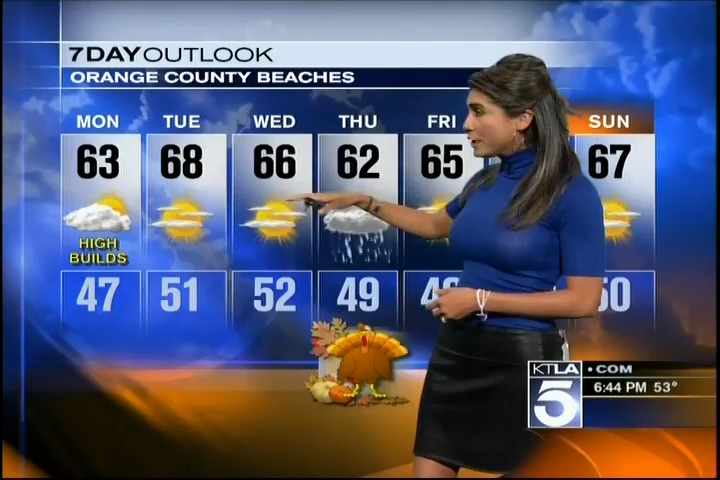 7DAYOUTLOOK
ORANGE COUNTY BEACHES
MON TUE WED THU FRI SUN
63 68 66 62 65 67
HIGH
BUILDS
47 51 52 49
KTLA
5
.COM
6:44 PM 53°